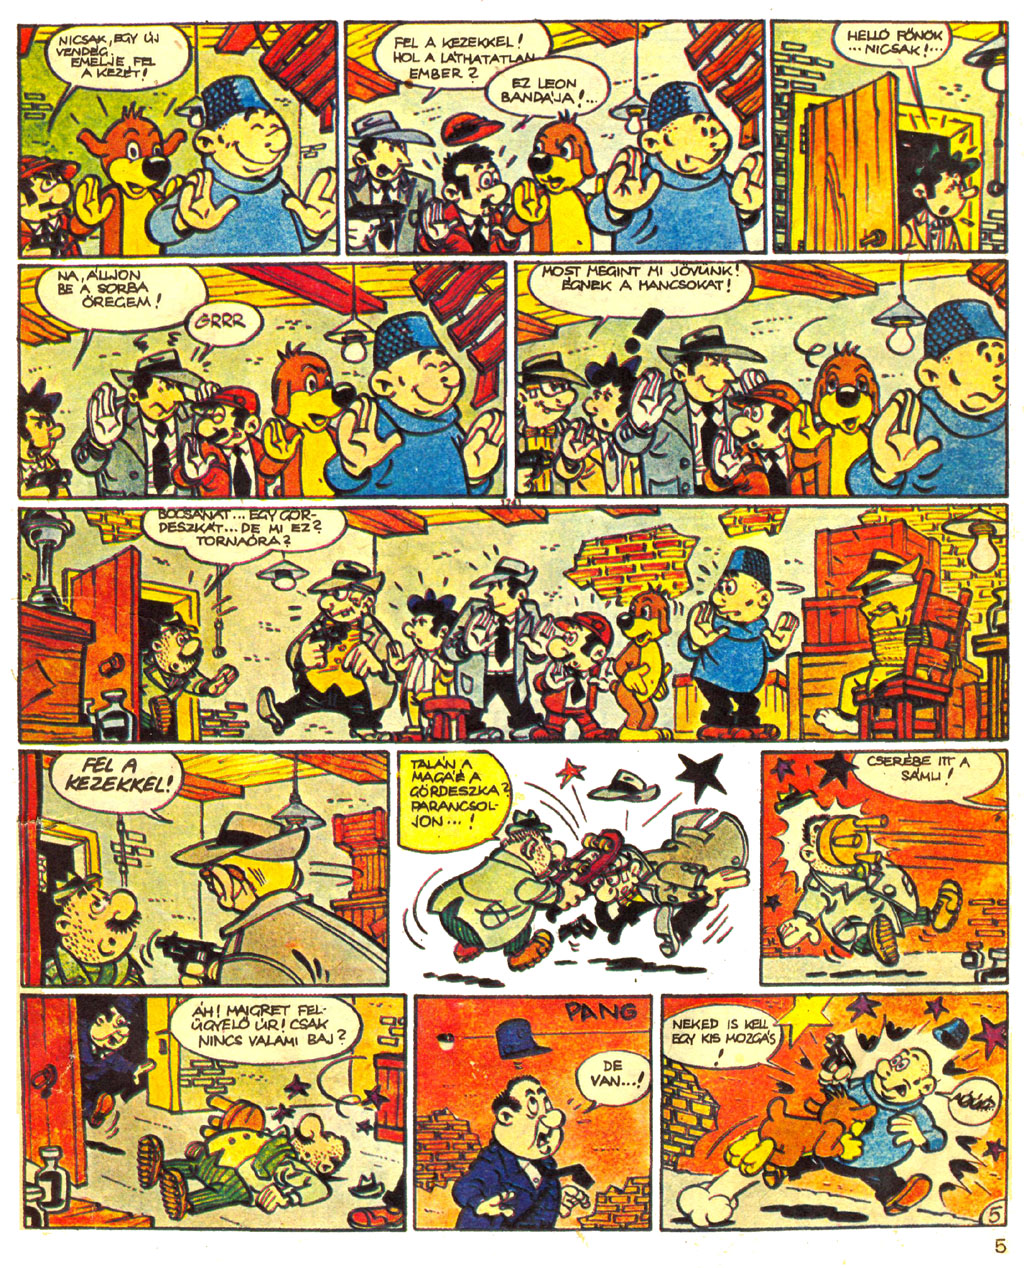 NICSAK, EGY ÚJ
VENDÉG.
EMELJE FEL
A KEZÉT!
FEL A KEZEKKEL!
HOL A LÁTHATATLAN
EMBER?
EZ LEON
BANDÁJA!...
HELLÓ FŐNÖK
...NICSAK!...
NA, ÁLLJON
BE A SORBA
ÖREGEM!
GRRR
MOST MEGINT MI JÖVÜNK!
ÉGNEK A MANCSOKAT!
!
174
BOCSÁNAT... EGY GÖR-
DESZKÁT... DE MI EZ?
TORNAÓRA?
FEL A
KEZEKKEL!
TALÁN A
MAGÁÉ A
GÖRDESZKA?
PARANCSOL-
JON...!
CSERÉBE ITT A
SÁMLI!
ÁH! MAIGRET FEL-
ÜGYELŐ ÚR! CSAK
NINCS VALAMI BAJ?
PANG
DE
VAN...!
NEKED IS KELL
EGY KIS MOZGÁS
!
5
5